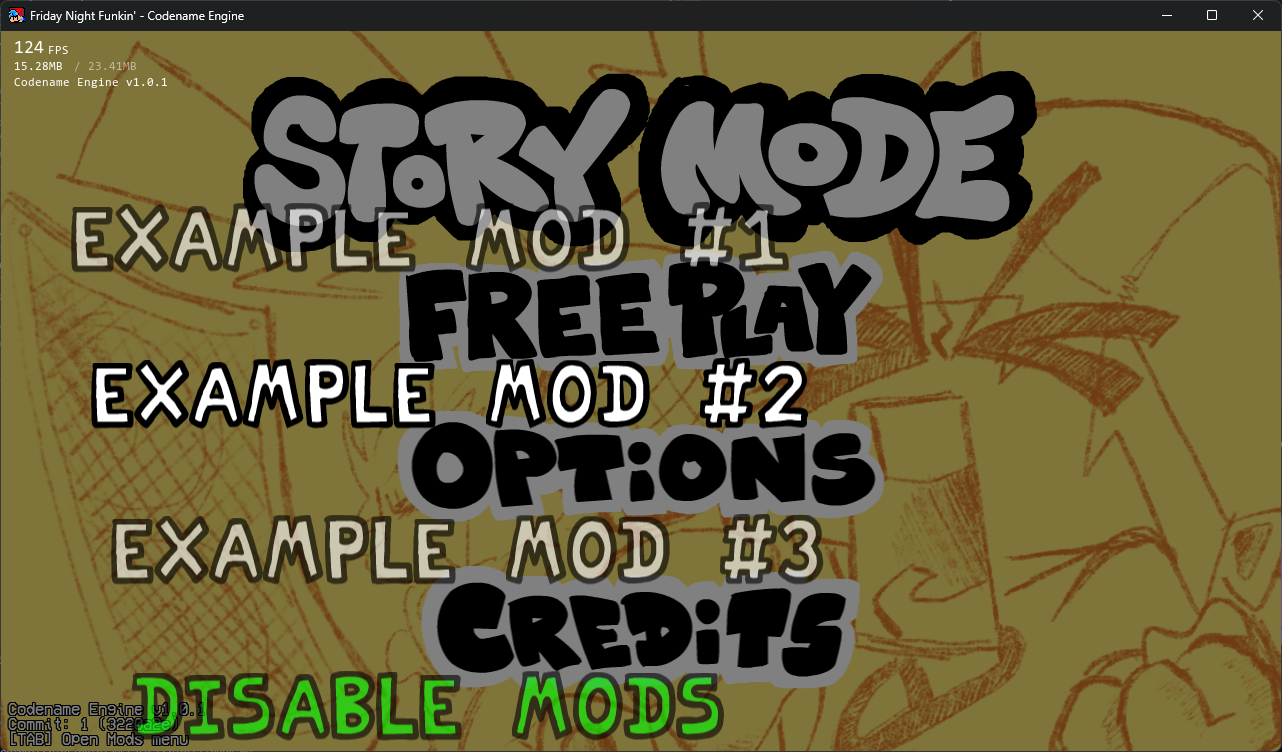 Friday Night Funkin' - Codename Engine
124 FPS
15.28MB / 23.41MB
Codename Engine v1.0.1
STORY MODE
EXAMPLE MOD #1
FREEPLAY
EXAMPLE MOD #2
OPTIONS
EXAMPLE MOD #3
CREDITS
DISABLE MODS
Codename Engine v1.0.1
Commit: 1 (3220a2e)
[TAB] Open Mods menu